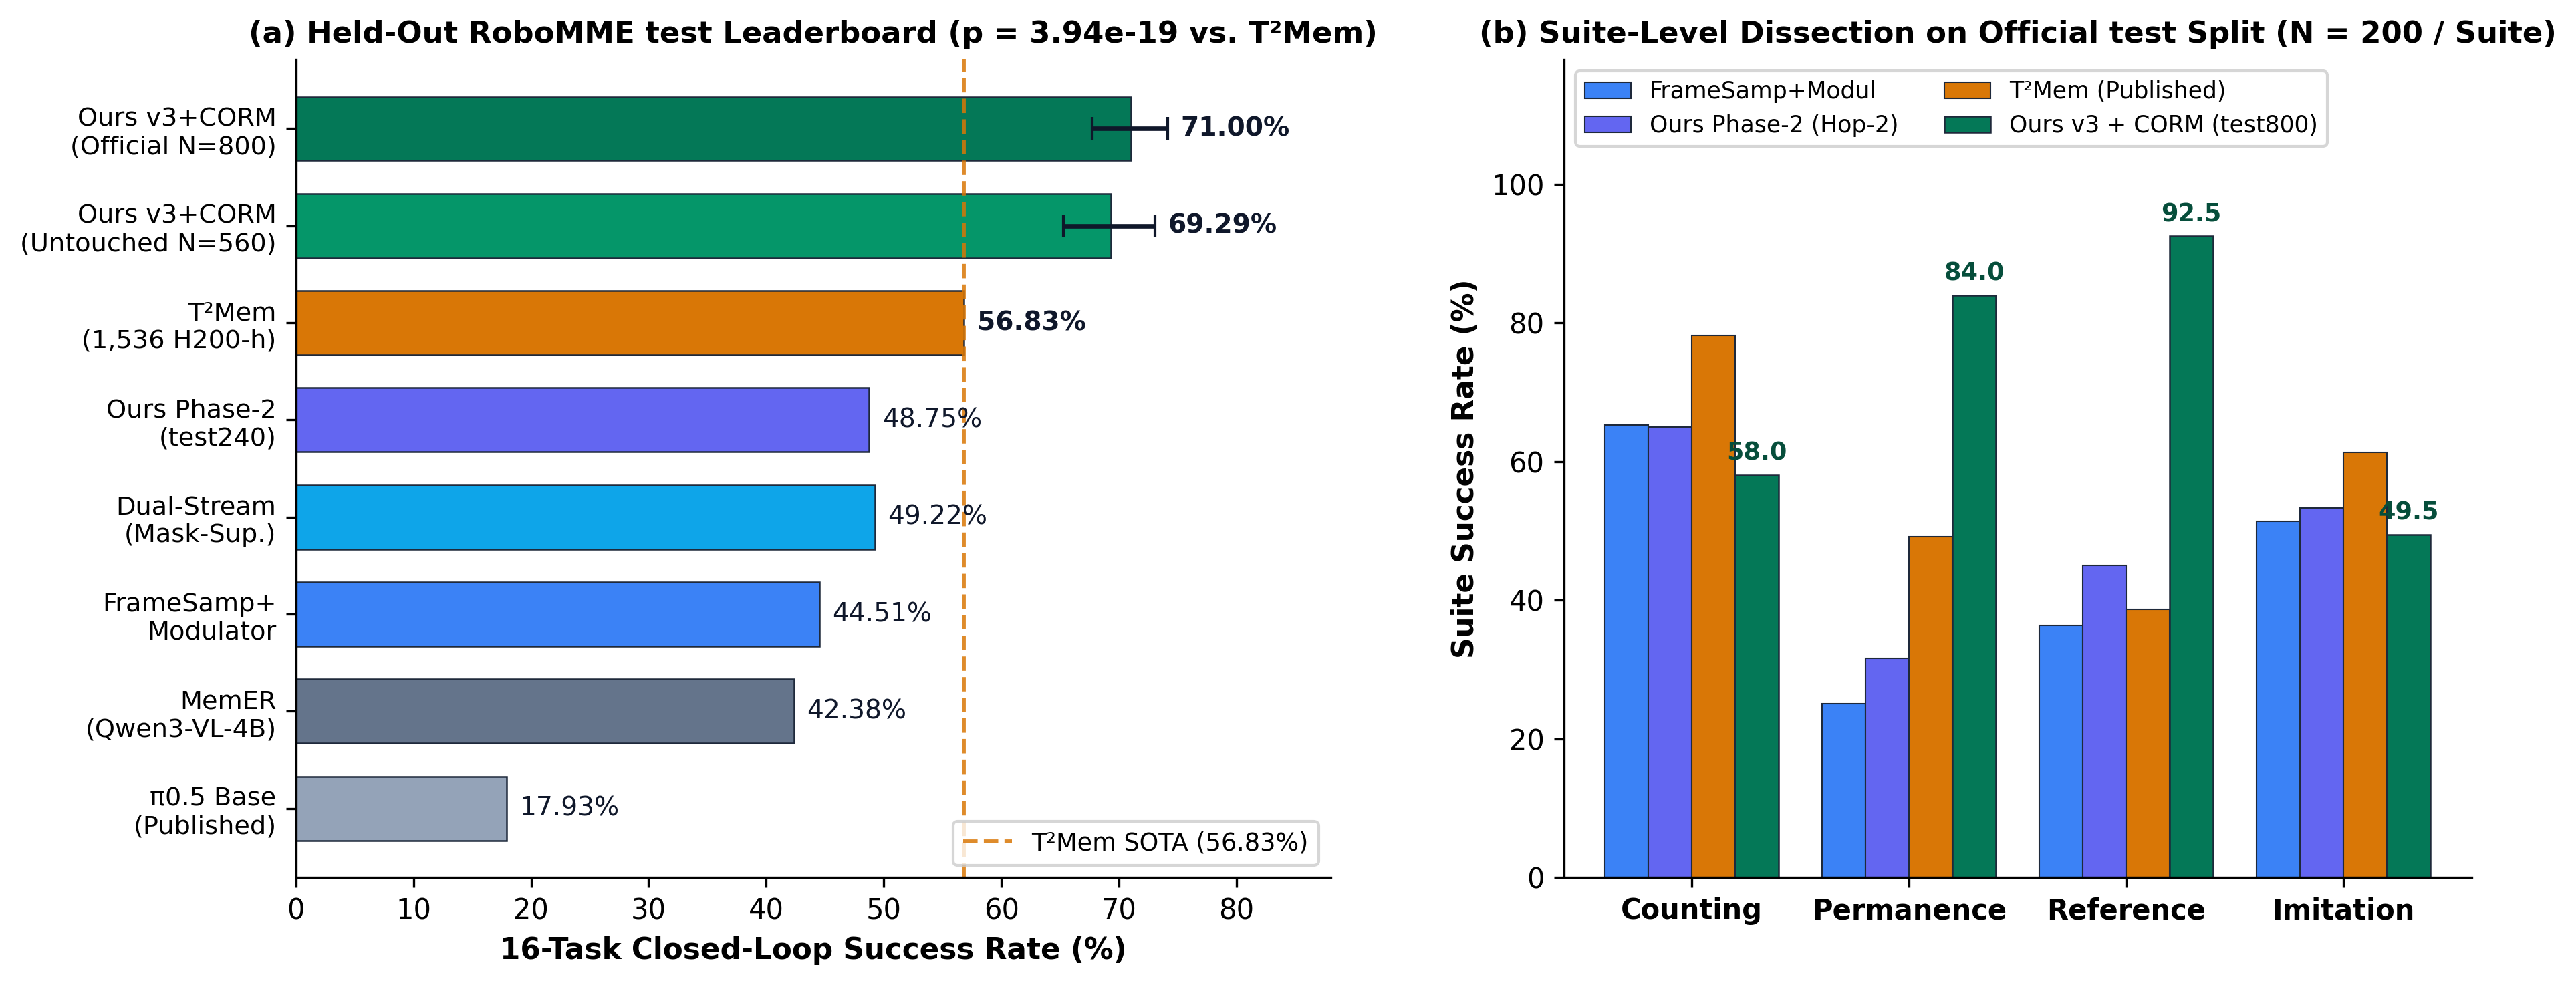 (a) Held-Out RoboMME test Leaderboard (p = 3.94e-19 vs. T²Mem)
Ours v3+CORM
(Official N=800)
71.00%
Ours v3+CORM
(Untouched N=560)
69.29%
T²Mem
(1,536 H200-h)
56.83%
Ours Phase-2
(test240)
48.75%
Dual-Stream
(Mask-Sup.)
49.22%
FrameSamp+
Modulator
44.51%
MemER
(Qwen3-VL-4B)
42.38%
π0.5 Base
(Published)
17.93%
T²Mem SOTA (56.83%)
0 10 20 30 40 50 60 70 80
16-Task Closed-Loop Success Rate (%)
(b) Suite-Level Dissection on Official test Split (N = 200 / Suite)
FrameSamp+Modul
Ours Phase-2 (Hop-2)
T²Mem (Published)
Ours v3 + CORM (test800)
Suite Success Rate (%)
100
80
60
40
20
0
58.0
84.0
92.5
49.5
Counting Permanence Reference Imitation